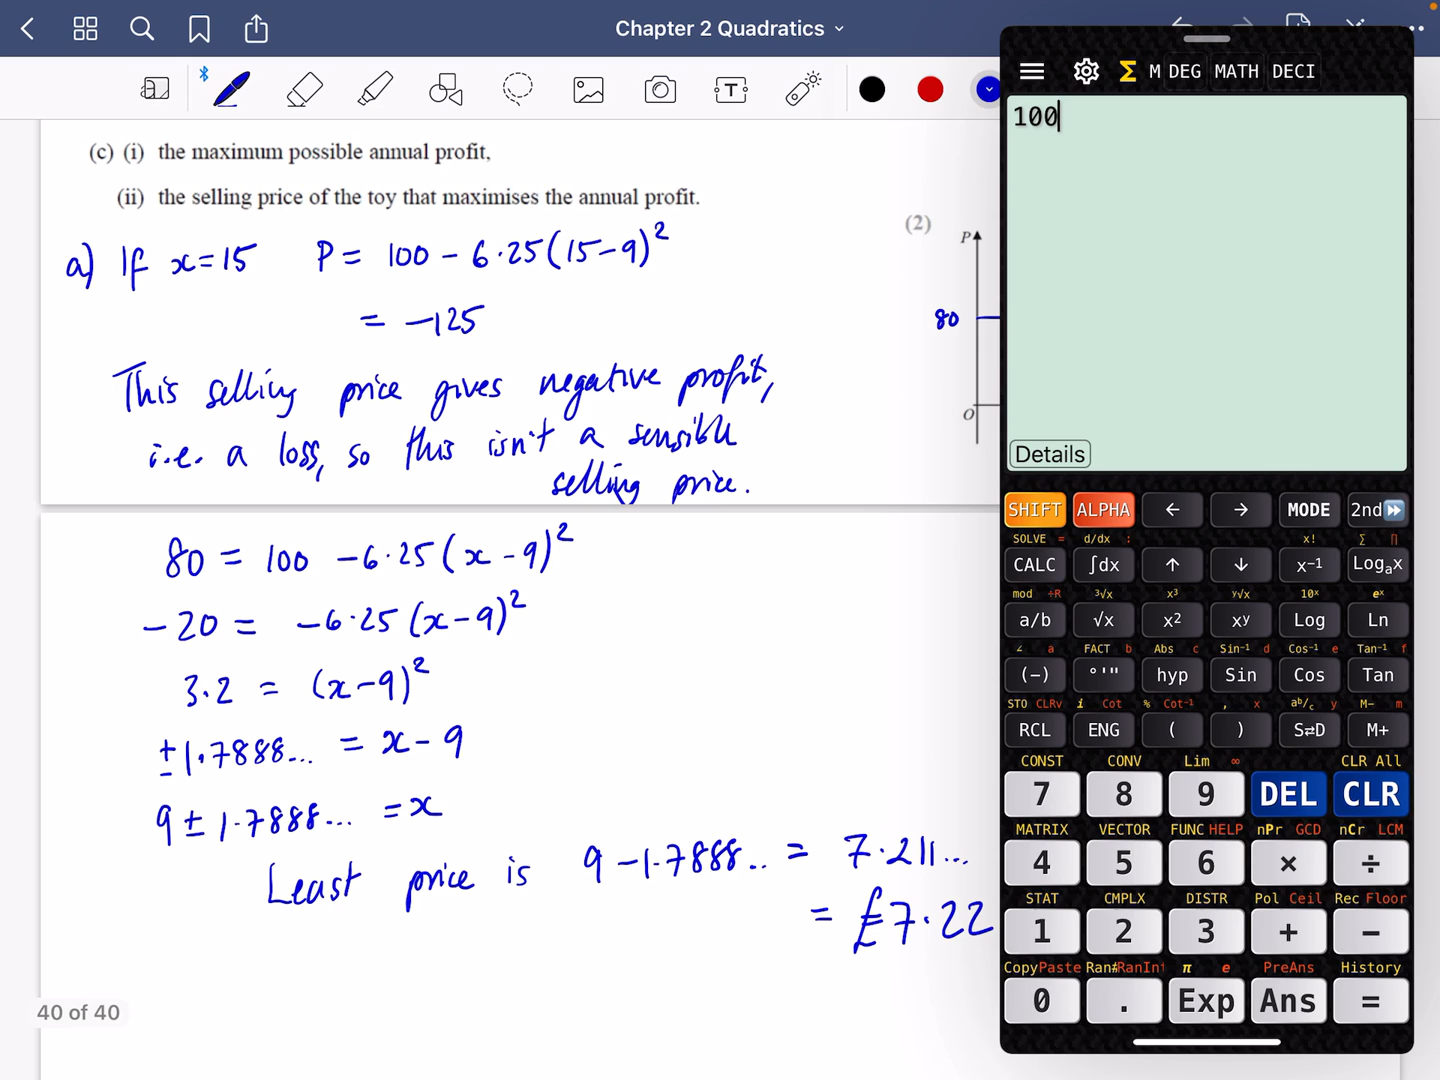 Chapter 2 Quadratics
(c) (i) the maximum possible annual profit,
(ii) the selling price of the toy that maximises the annual profit.
(2)
a) If x=15 P = 100 - 6.25(15-9)²
= -125
This selling price gives negative profit,
i.e. a loss, so this isn't a sensible
selling price.
P
80
O
80 = 100 - 6.25(x-9)²
-20 = -6.25(x-9)²
3.2 = (x-9)²
±1.7888... = x-9
9 ± 1.7888... = x
Least price is 9 - 1.7888.. = 7.211...
= £7.22
40 of 40
Σ M DEG MATH DECI
100
Details
SHIFT ALPHA ← → MODE 2nd
SOLVE = d/dx : x! Σ Π
CALC ∫dx ↑ ↓ x⁻¹ Logₐx
mod ÷R ³√x x³ ʸ√x 10ˣ eˣ
a/b √x x² xʸ Log Ln
∠ a FACT b Abs c Sin⁻¹ d Cos⁻¹ e Tan⁻¹ f
(−) °'" hyp Sin Cos Tan
STO CLRv i Cot % Cot⁻¹ , x aᵇ/c y M− m
RCL ENG ( ) S⇄D M+
CONST CONV Lim ∞ CLR All
7 8 9 DEL CLR
MATRIX VECTOR FUNC HELP nPr GCD nCr LCM
4 5 6 × ÷
STAT CMPLX DISTR Pol Ceil Rec Floor
1 2 3 + −
Copy Paste Ran# RanInt π e PreAns History
0 . Exp Ans =